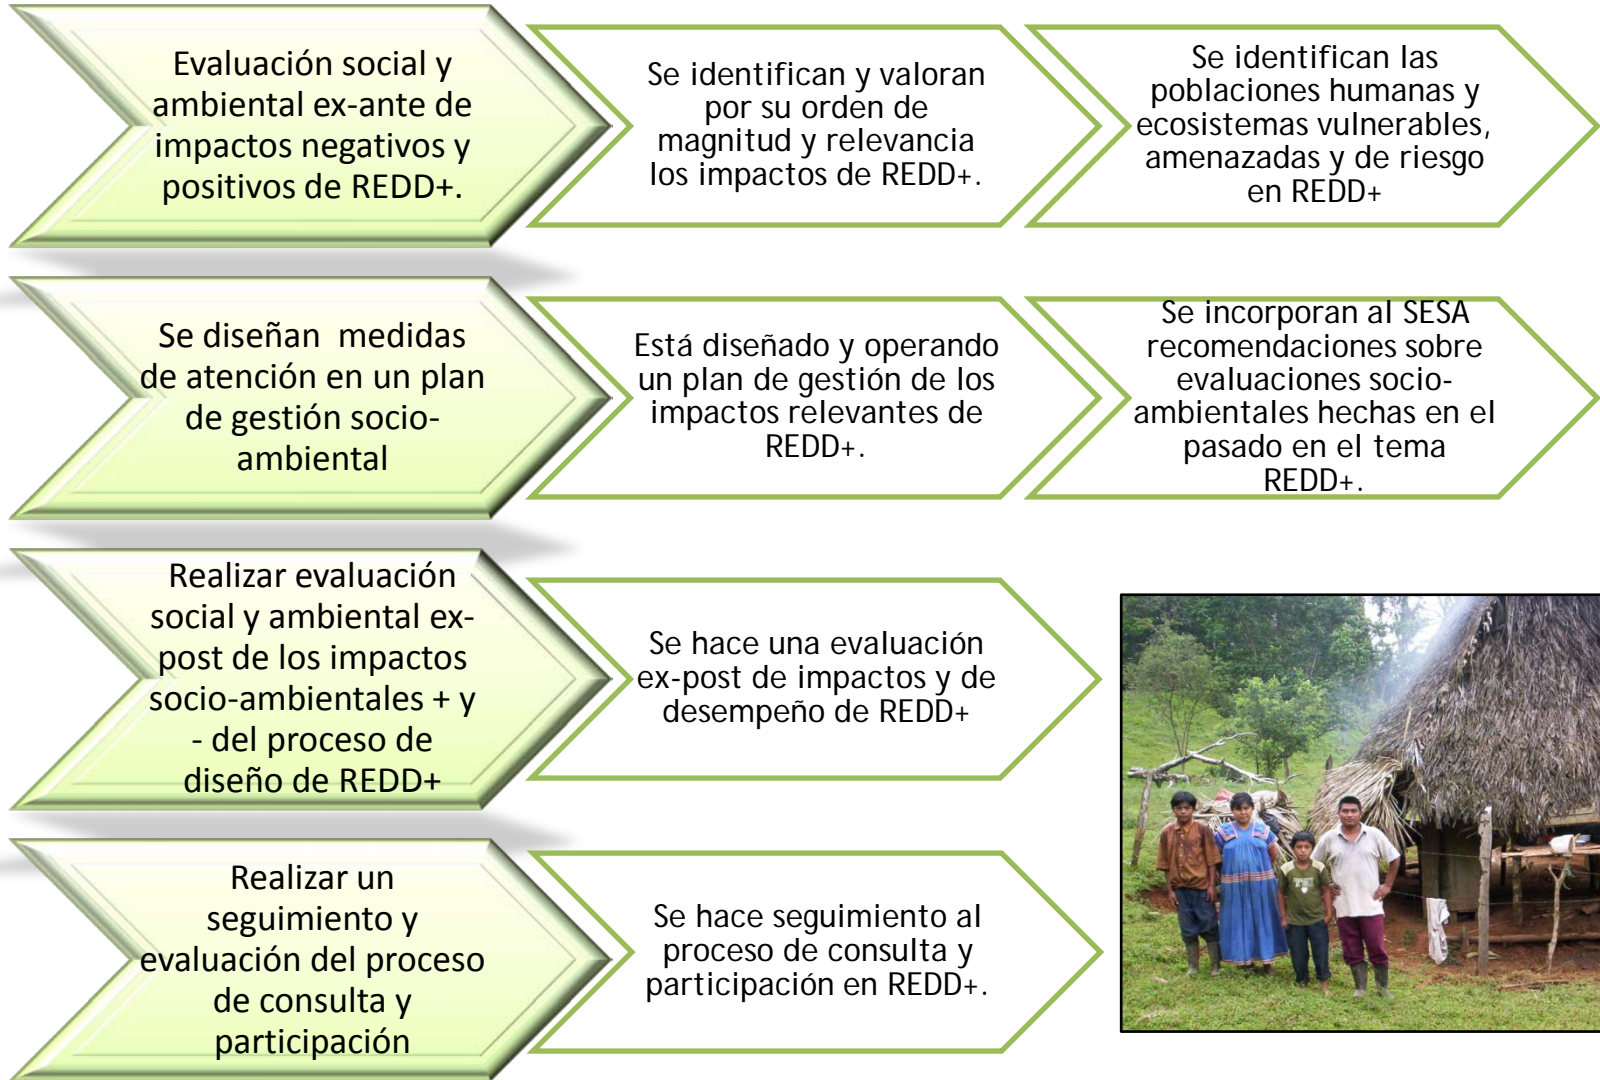 Evaluación social y
ambiental ex-ante de
impactos negativos y
positivos de REDD+.
Se identifican y valoran
por su orden de
magnitud y relevancia
los impactos de REDD+.
Se identifican las
poblaciones humanas y
ecosistemas vulnerables,
amenazadas y de riesgo
en REDD+
Se diseñan medidas
de atención en un plan
de gestión socio-
ambiental
Está diseñado y operando
un plan de gestión de los
impactos relevantes de
REDD+.
Se incorporan al SESA
recomendaciones sobre
evaluaciones socio-
ambientales hechas en el
pasado en el tema
REDD+.
Realizar evaluación
social y ambiental ex-
post de los impactos
socio-ambientales + y
- del proceso de
diseño de REDD+
Se hace una evaluación
ex-post de impactos y de
desempeño de REDD+
Realizar un
seguimiento y
evaluación del proceso
de consulta y
participación
Se hace seguimiento al
proceso de consulta y
participación en REDD+.